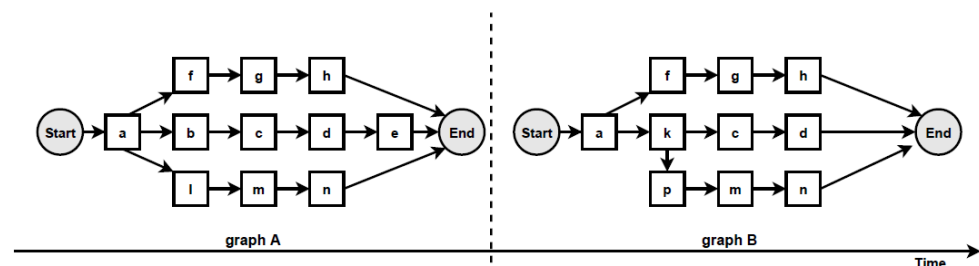 f g h f g h
Start a b c d e End Start a k c d End
l m n p m n
graph A graph B
Time